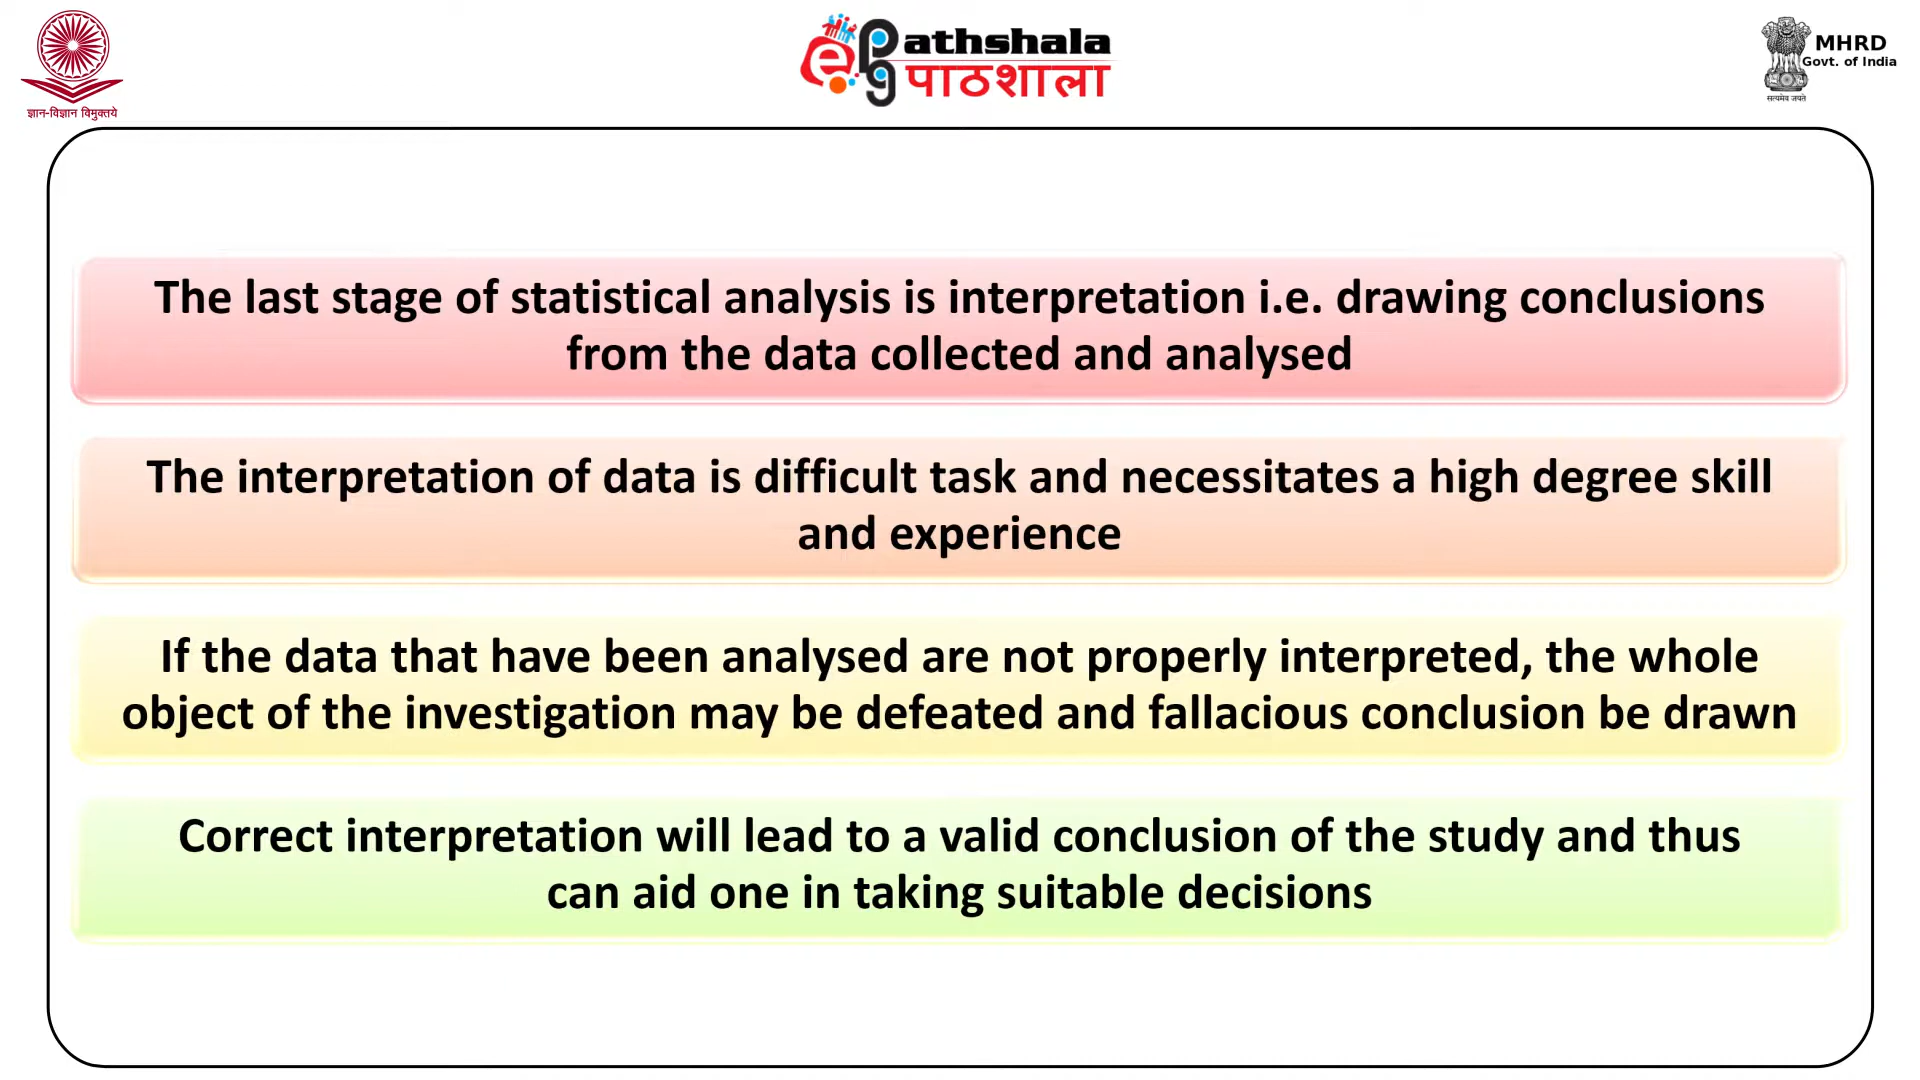 ज्ञान-विज्ञान विमुक्तये
e PG athshala
पाठशाला
MHRD
Govt. of India
सत्यमेव जयते
The last stage of statistical analysis is interpretation i.e. drawing conclusions
from the data collected and analysed
The interpretation of data is difficult task and necessitates a high degree skill
and experience
If the data that have been analysed are not properly interpreted, the whole
object of the investigation may be defeated and fallacious conclusion be drawn
Correct interpretation will lead to a valid conclusion of the study and thus
can aid one in taking suitable decisions